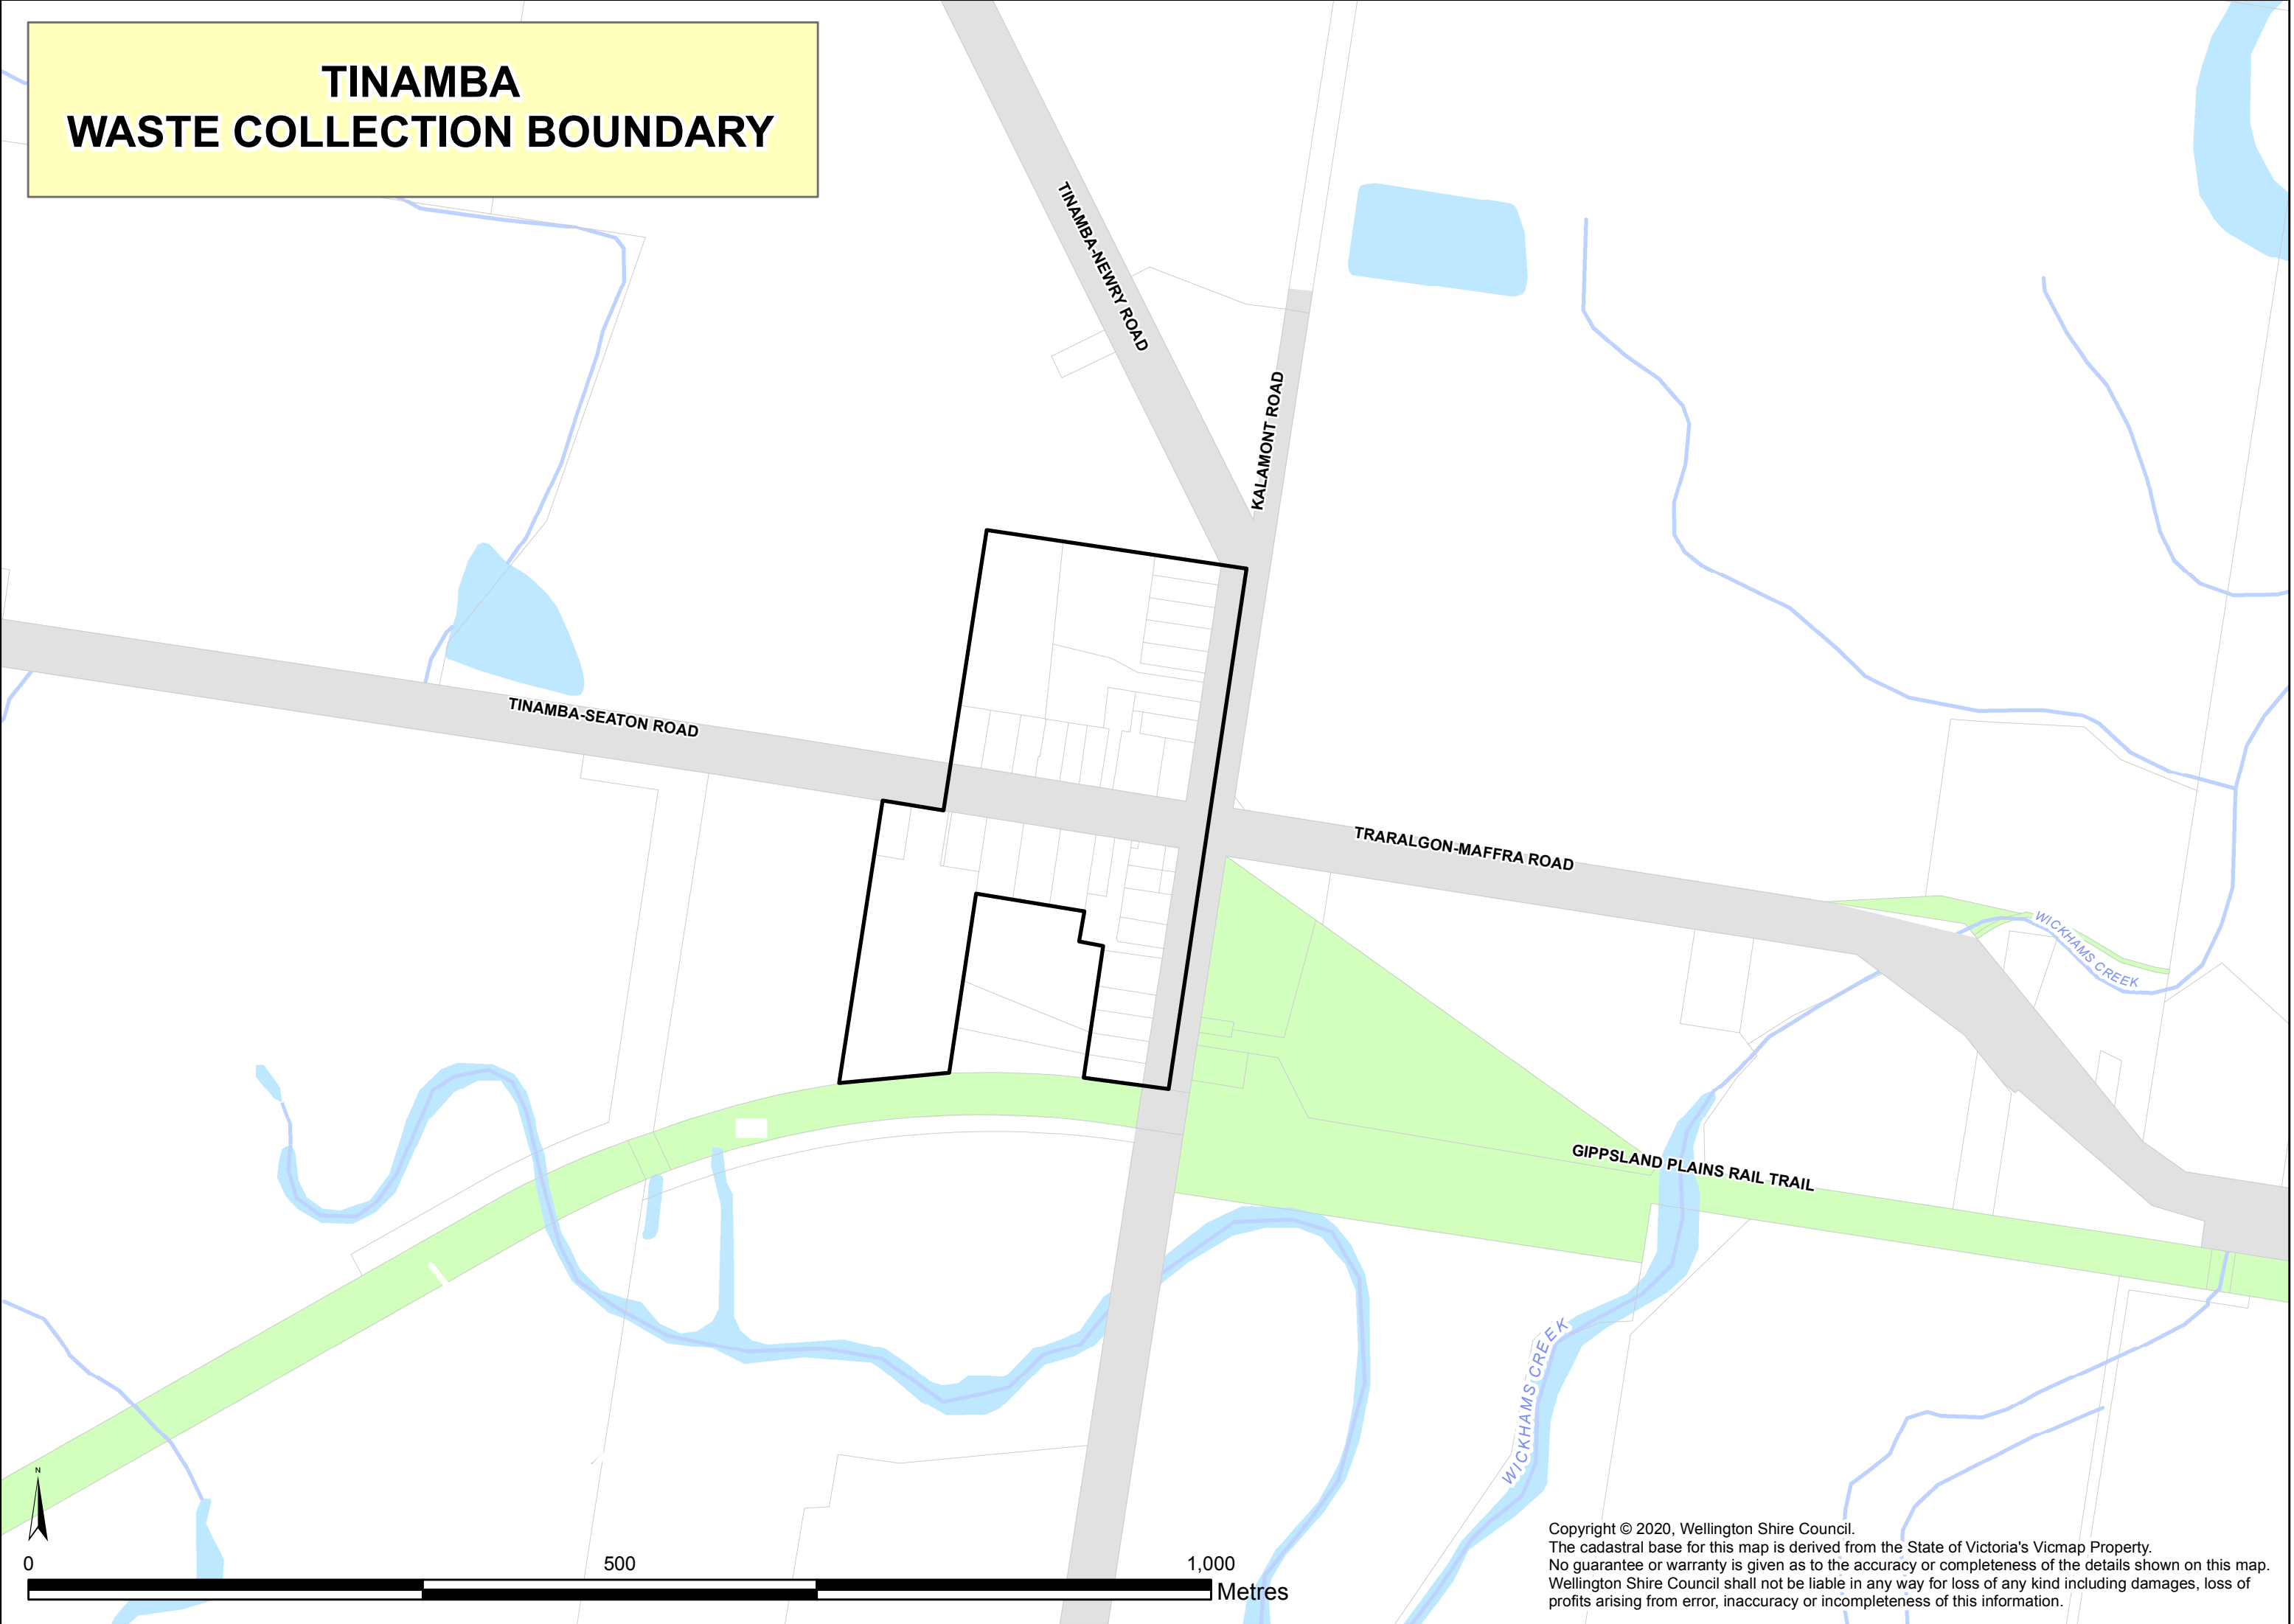 TINAMBA
WASTE COLLECTION BOUNDARY
TINAMBA-NEWRY ROAD
KALAMONT ROAD
TINAMBA-SEATON ROAD
TRARALGON-MAFFRA ROAD
WICKHAMS CREEK
GIPPSLAND PLAINS RAIL TRAIL
WICKHAMS CREEK
N
0 500 1,000
Metres
Copyright © 2020, Wellington Shire Council.
The cadastral base for this map is derived from the State of Victoria's Vicmap Property.
No guarantee or warranty is given as to the accuracy or completeness of the details shown on this map.
Wellington Shire Council shall not be liable in any way for loss of any kind including damages, loss of
profits arising from error, inaccuracy or incompleteness of this information.